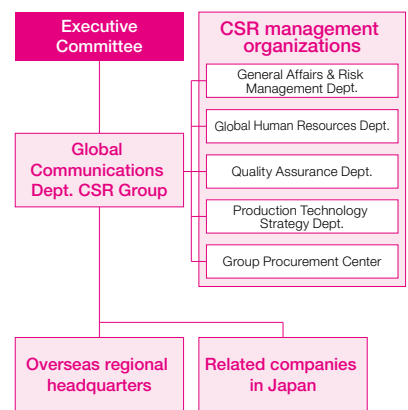 Executive
Committee
CSR management
organizations
General Affairs & Risk
Management Dept.
Global Human Resources Dept.
Quality Assurance Dept.
Production Technology
Strategy Dept.
Group Procurement Center
Global
Communications
Dept. CSR Group
Overseas regional
headquarters
Related companies
in Japan